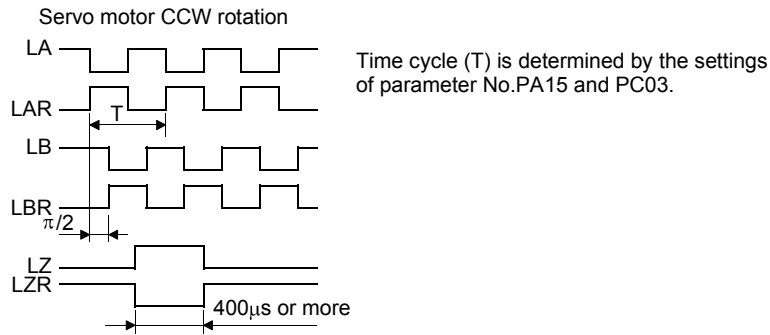 Servo motor CCW rotation
LA
Time cycle (T) is determined by the settings
of parameter No.PA15 and PC03.
LAR
T
LB
LBR
π/2
LZ
LZR
400μs or more